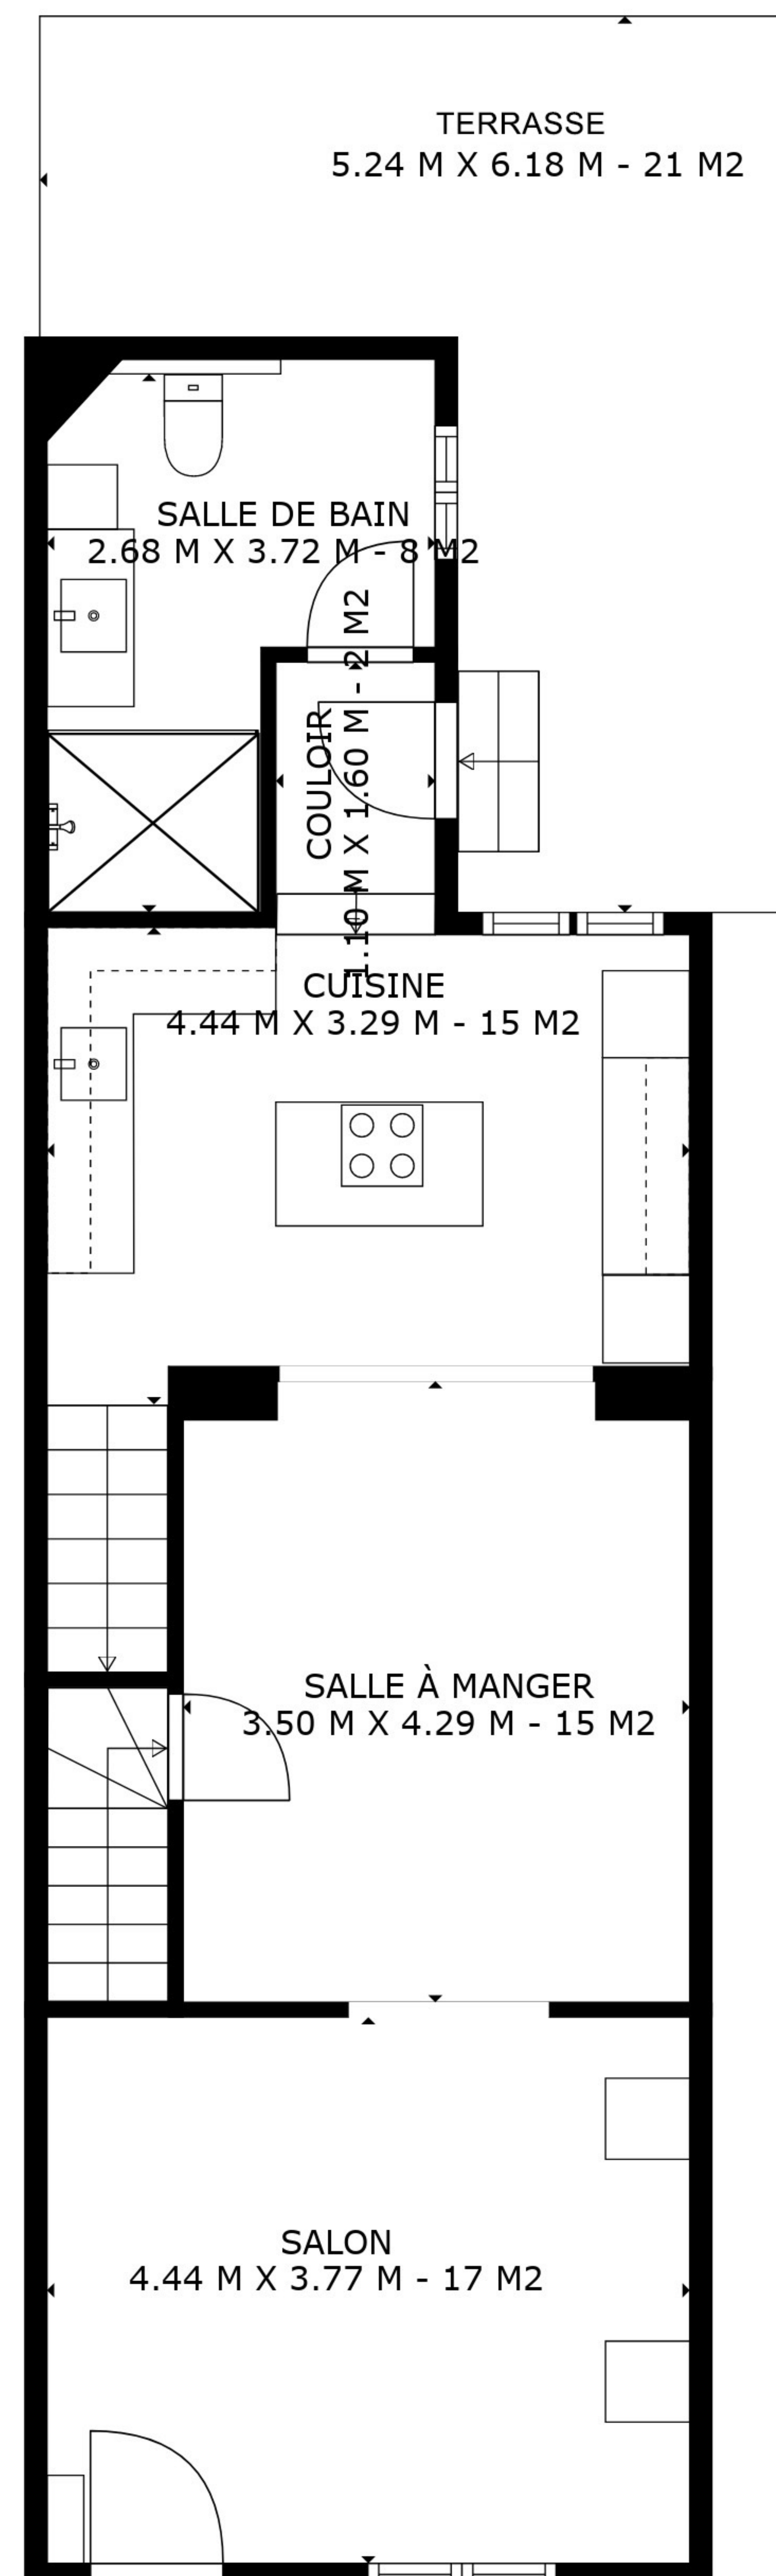 TERRASSE
5.24 M X 6.18 M - 21 M2
SALLE DE BAIN
2.68 M X 3.72 M - 8 M2
COULOIR
1.10 M X 1.60 M - 2 M2
CUISINE
4.44 M X 3.29 M - 15 M2
SALLE À MANGER
3.50 M X 4.29 M - 15 M2
SALON
4.44 M X 3.77 M - 17 M2